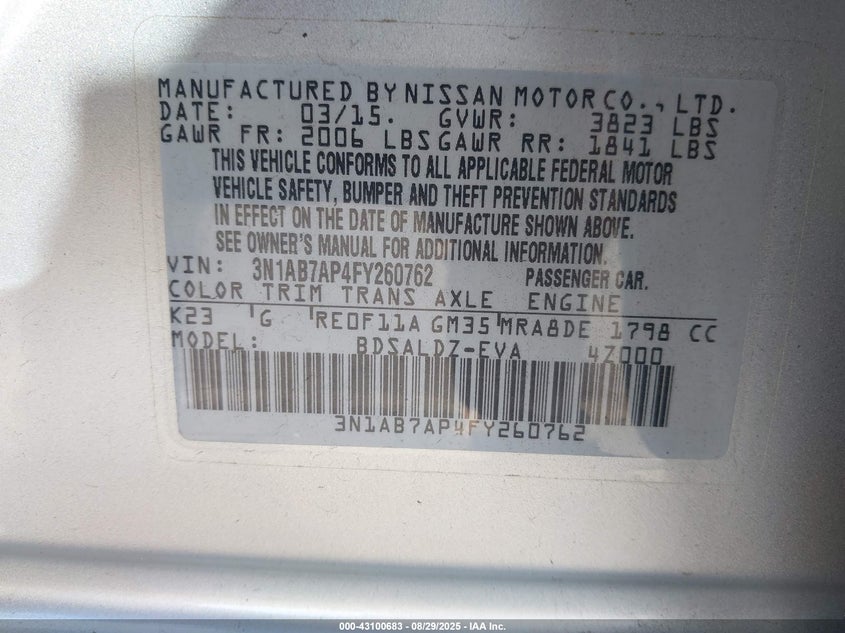 MANUFACTURED BY NISSAN MOTOR CO., LTD.
DATE: 03/15. GVWR: 3823 LBS
GAWR FR: 2006 LBS GAWR RR: 1841 LBS
THIS VEHICLE CONFORMS TO ALL APPLICABLE FEDERAL MOTOR
VEHICLE SAFETY, BUMPER AND THEFT PREVENTION STANDARDS
IN EFFECT ON THE DATE OF MANUFACTURE SHOWN ABOVE.
SEE OWNER'S MANUAL FOR ADDITIONAL INFORMATION.
VIN: 3N1AB7AP4FY260762 PASSENGER CAR.
COLOR TRIM TRANS AXLE ENGINE
K23 G RE0F11A GM35 MRA8DE 1798 CC
MODEL: BDSALDZ-EVA 4Z000
3N1AB7AP4FY260762
000-43100683 - 08/29/2025 - IAA Inc.